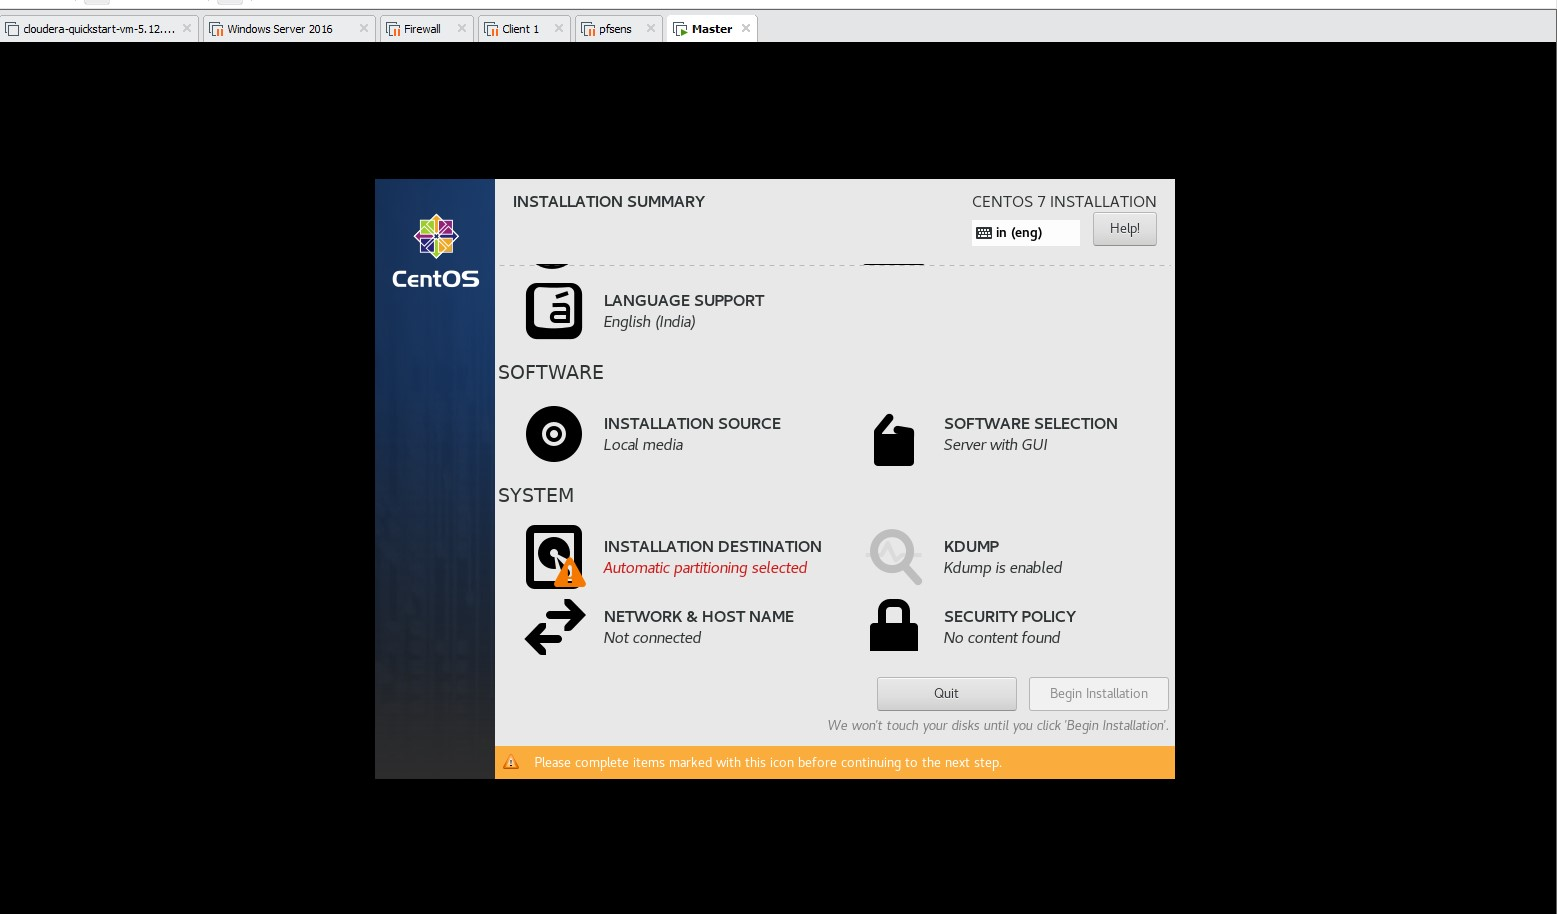 cloudera-quickstart-vm-5.12.... Windows Server 2016 Firewall Client 1 pfsens Master
INSTALLATION SUMMARY
CENTOS 7 INSTALLATION
in (eng)
Help!
CentOS
LANGUAGE SUPPORT
English (India)
SOFTWARE
INSTALLATION SOURCE
Local media
SOFTWARE SELECTION
Server with GUI
SYSTEM
INSTALLATION DESTINATION
Automatic partitioning selected
KDUMP
Kdump is enabled
NETWORK & HOST NAME
Not connected
SECURITY POLICY
No content found
Quit
Begin Installation
We won't touch your disks until you click 'Begin Installation'.
Please complete items marked with this icon before continuing to the next step.